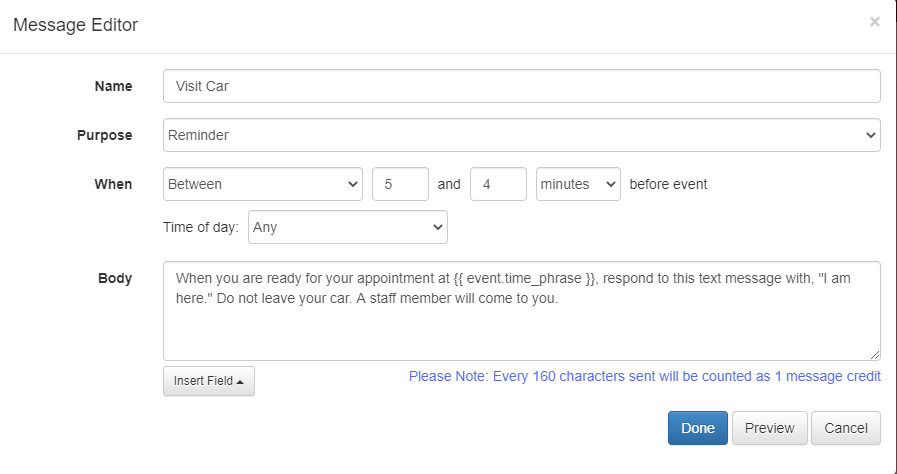 Message Editor ×
Name Visit Car
Purpose Reminder
When Between 5 and 4 minutes before event
Time of day: Any
Body When you are ready for your appointment at {{ event.time_phrase }}, respond to this text message with, "I am
here." Do not leave your car. A staff member will come to you.
Insert Field Please Note: Every 160 characters sent will be counted as 1 message credit
Done Preview Cancel